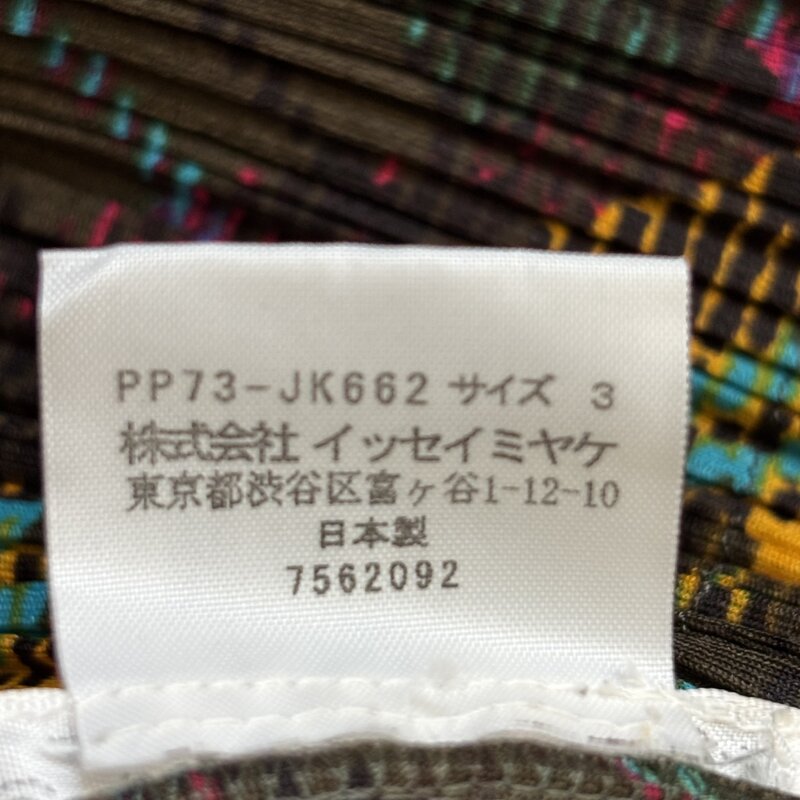 PP73-JK662 サイズ 3
株式会社 イッセイミヤケ
東京都渋谷区富ヶ谷1-12-10
日本製
7562092